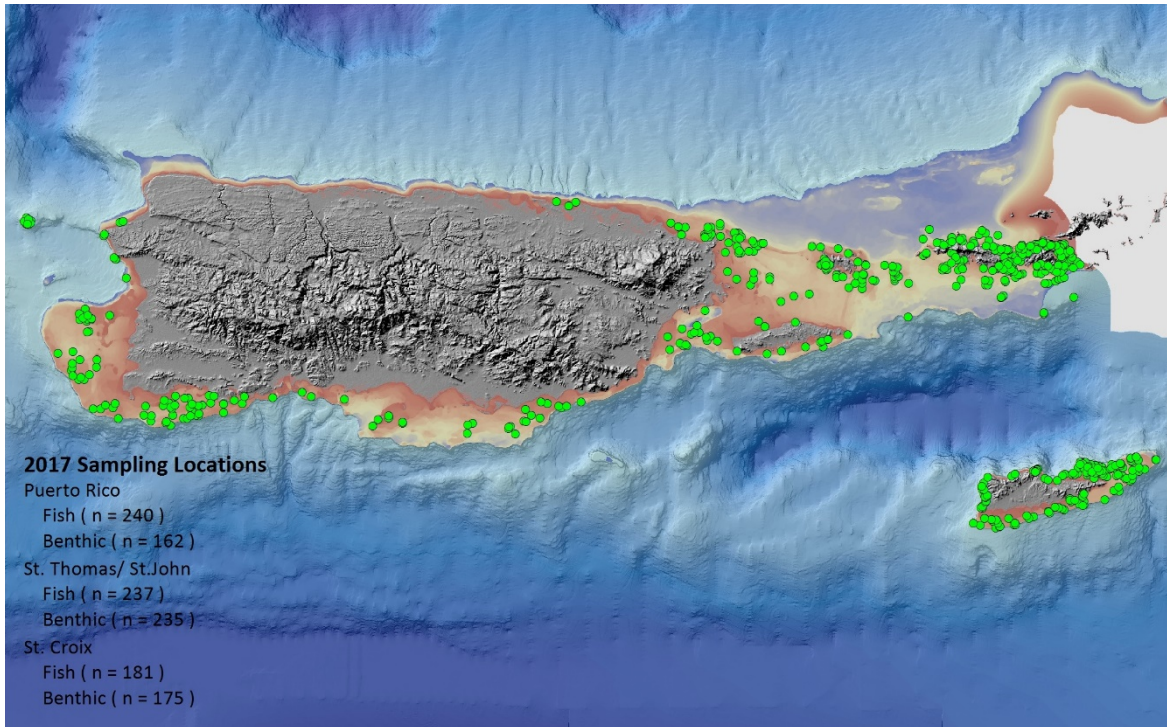 2017 Sampling Locations
Puerto Rico
Fish ( n = 240 )
Benthic ( n = 162 )
St. Thomas/ St.John
Fish ( n = 237 )
Benthic ( n = 235 )
St. Croix
Fish ( n = 181 )
Benthic ( n = 175 )